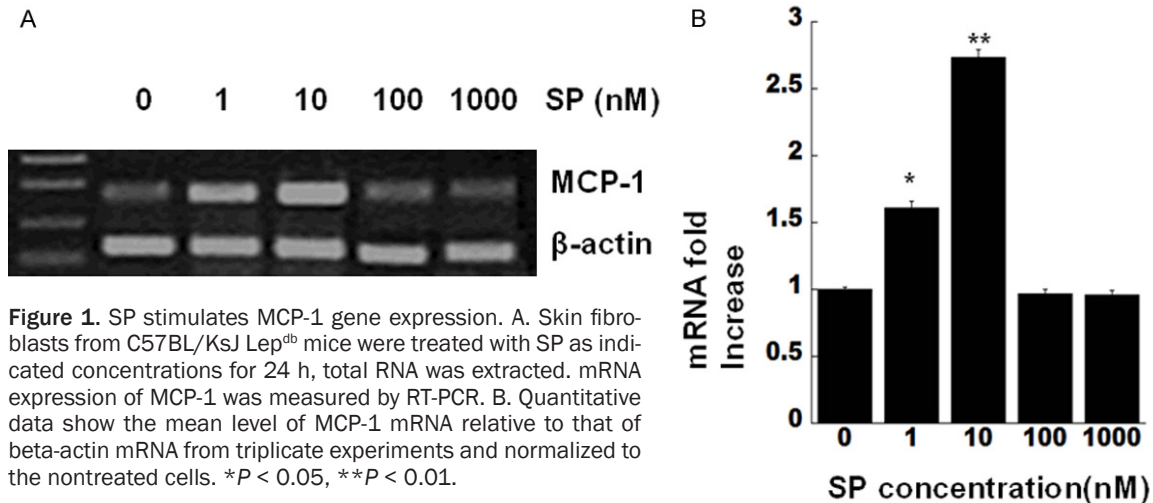 A
0 1 10 100 1000 SP (nM)
MCP-1
β-actin
Figure 1. SP stimulates MCP-1 gene expression. A. Skin fibro-
blasts from C57BL/KsJ Lepdb mice were treated with SP as indi-
cated concentrations for 24 h, total RNA was extracted. mRNA
expression of MCP-1 was measured by RT-PCR. B. Quantitative
data show the mean level of MCP-1 mRNA relative to that of
beta-actin mRNA from triplicate experiments and normalized to
the nontreated cells. *P < 0.05, **P < 0.01.
B
mRNA fold
Increase
3
2.5
2
1.5
1
0.5
0
*
**
0 1 10 100 1000
SP concentration(nM)